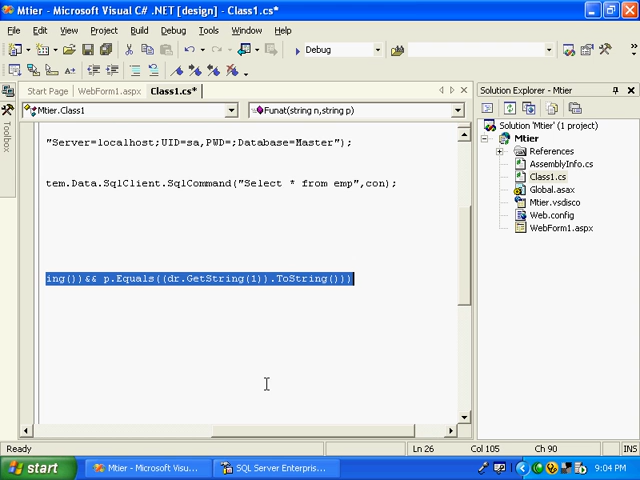 Mtier - Microsoft Visual C# .NET [design] - Class1.cs*
File Edit View Project Build Debug Tools Window Help
Debug
Start Page WebForm1.aspx Class1.cs*
Mtier.Class1 Funat(string n,string p)
Toolbox
"Server=localhost;UID=sa,PWD=;Database=Master");
tem.Data.SqlClient.SqlCommand("Select * from emp",con);
ing())&& p.Equals((dr.GetString(1)).ToString()))
Solution Explorer - Mtier
Solution 'Mtier' (1 project)
Mtier
References
AssemblyInfo.cs
Class1.cs
Global.asax
Mtier.vsdisco
Web.config
WebForm1.aspx
Ready Ln 26 Col 105 Ch 90 INS
start Mtier - Microsoft Visu... SQL Server Enterpris... 9:04 PM